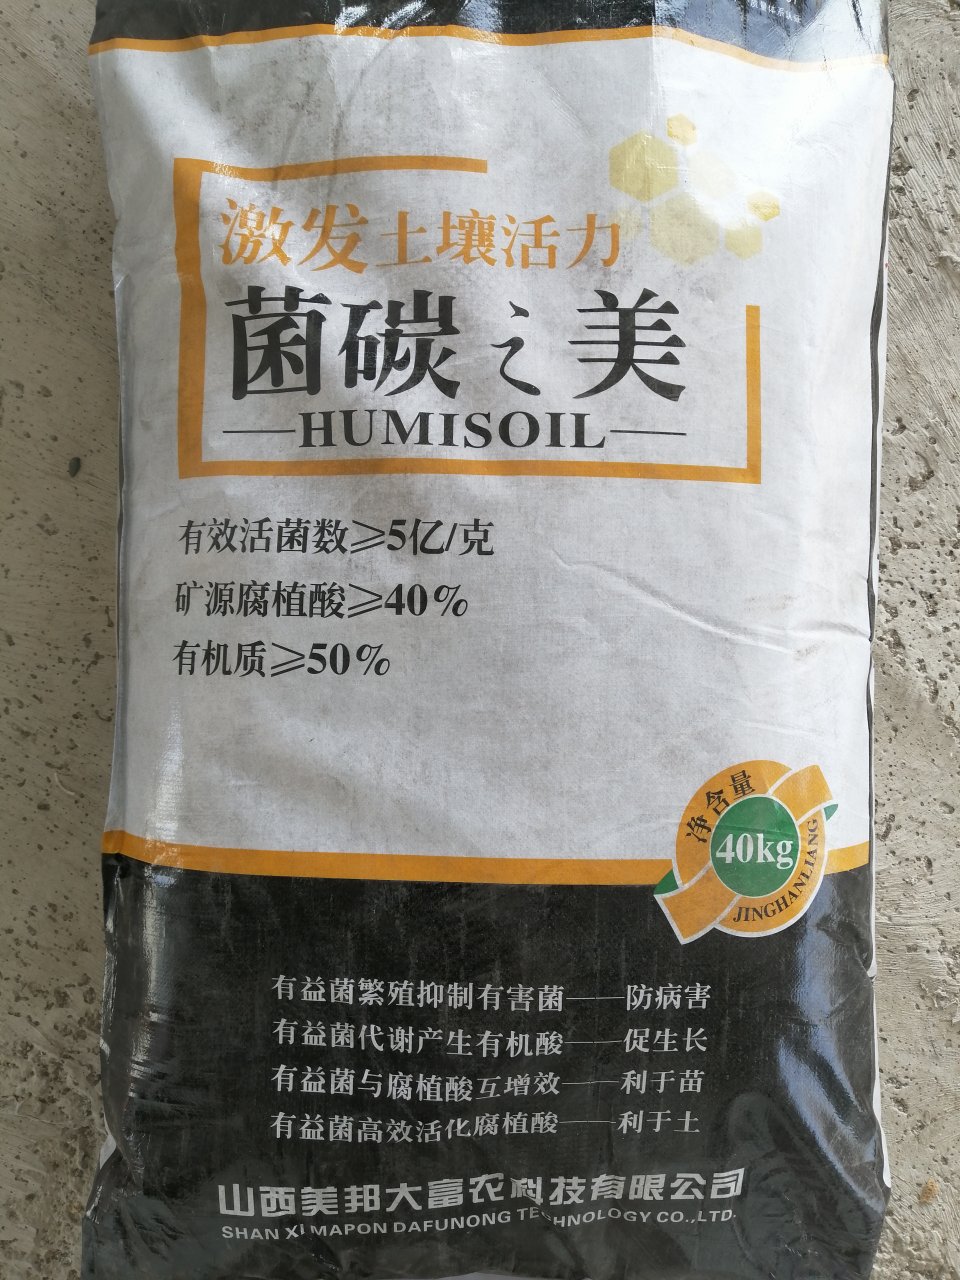 激发土壤活力
菌碳之美
HUMISOIL
有效活菌数≥5亿/克
矿源腐植酸≥40%
有机质≥50%
净含量
40kg
JINGHANLIANG
有益菌繁殖抑制有害菌——防病害
有益菌代谢产生有机酸——促生长
有益菌与腐植酸互增效——利于苗
有益菌高效活化腐植酸——利于土
山西美邦大富农科技有限公司
SHAN XI MAPON DAFUNONG TECHNOLOGY CO.,LTD.